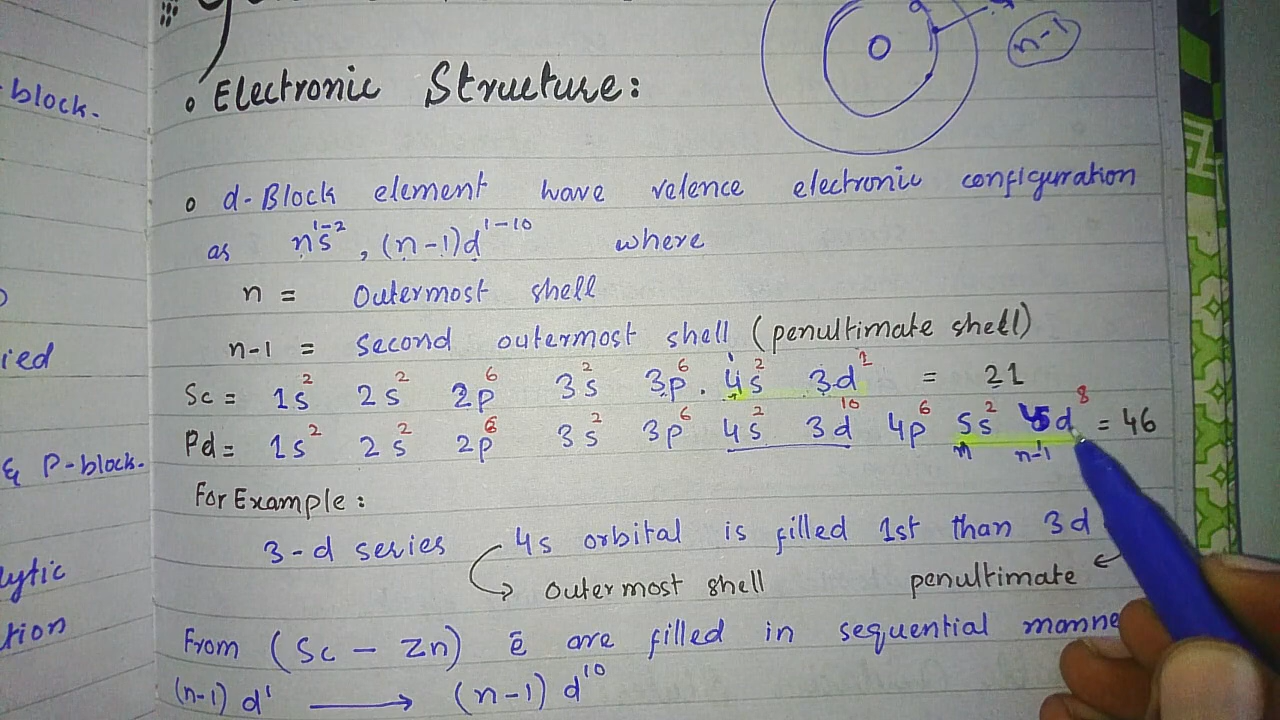 block.
n-1
• Electronic Structure:
• d-Block element have valence electronic configuration
as ns¹⁻², (n-1)d¹⁻¹⁰ where
n = Outermost shell
n-1 = Second outermost shell (penultimate shell)
ied
Sc = 1s² 2s² 2p⁶ 3s² 3p⁶. 4s² 3d¹ = 21
Pd = 1s² 2s² 2p⁶ 3s² 3p⁶ 4s² 3d¹⁰ 4p⁶ 5s² d⁸ = 46
n n-1
& P-block.
For Example:
3-d series 4s orbital is filled 1st than 3d
outermost shell penultimate
lytic
tion
From (Sc - Zn) ē are filled in sequential manne
(n-1) d¹ → (n-1) d¹⁰